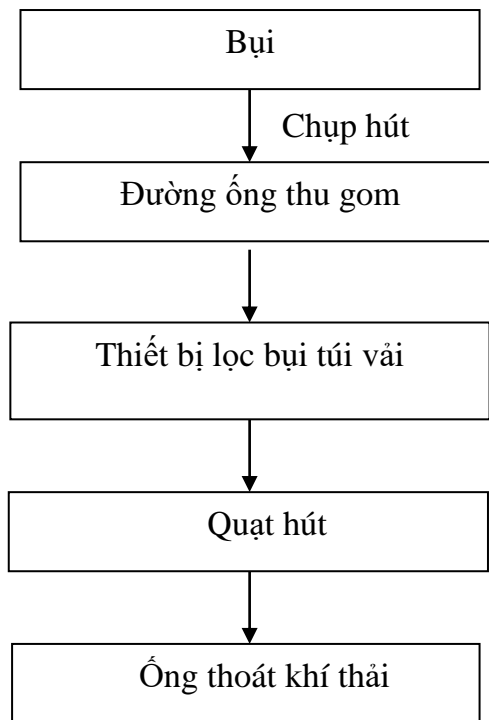 Bụi
Chụp hút
Đường ống thu gom
Thiết bị lọc bụi túi vải
Quạt hút
Ống thoát khí thải